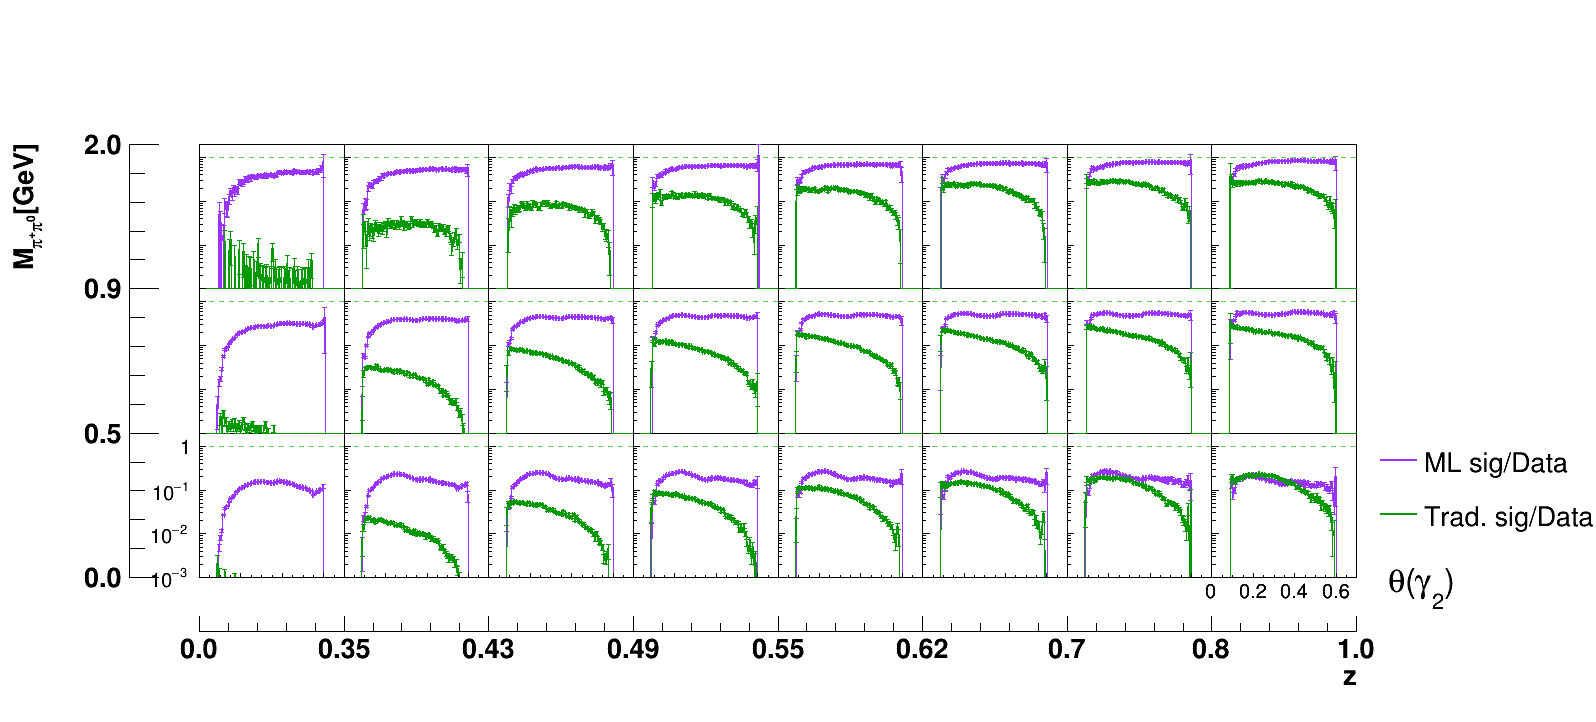 M π⁺π⁰ [GeV]
2.0
0.9
0.5
0.0
1
10⁻¹
10⁻²
10⁻³
ML sig/Data
Trad. sig/Data
θ(γ₂)
0 0.2 0.4 0.6
0.0 0.35 0.43 0.49 0.55 0.62 0.7 0.8 1.0
z